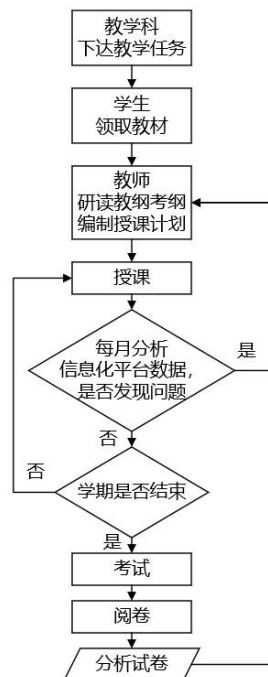 教学科
下达教学任务
学生
领取教材
教师
研读教纲考纲
编制授课计划
授课
每月分析
信息化平台数据，
是否发现问题
是
否
否
学期是否结束
是
考试
阅卷
分析试卷